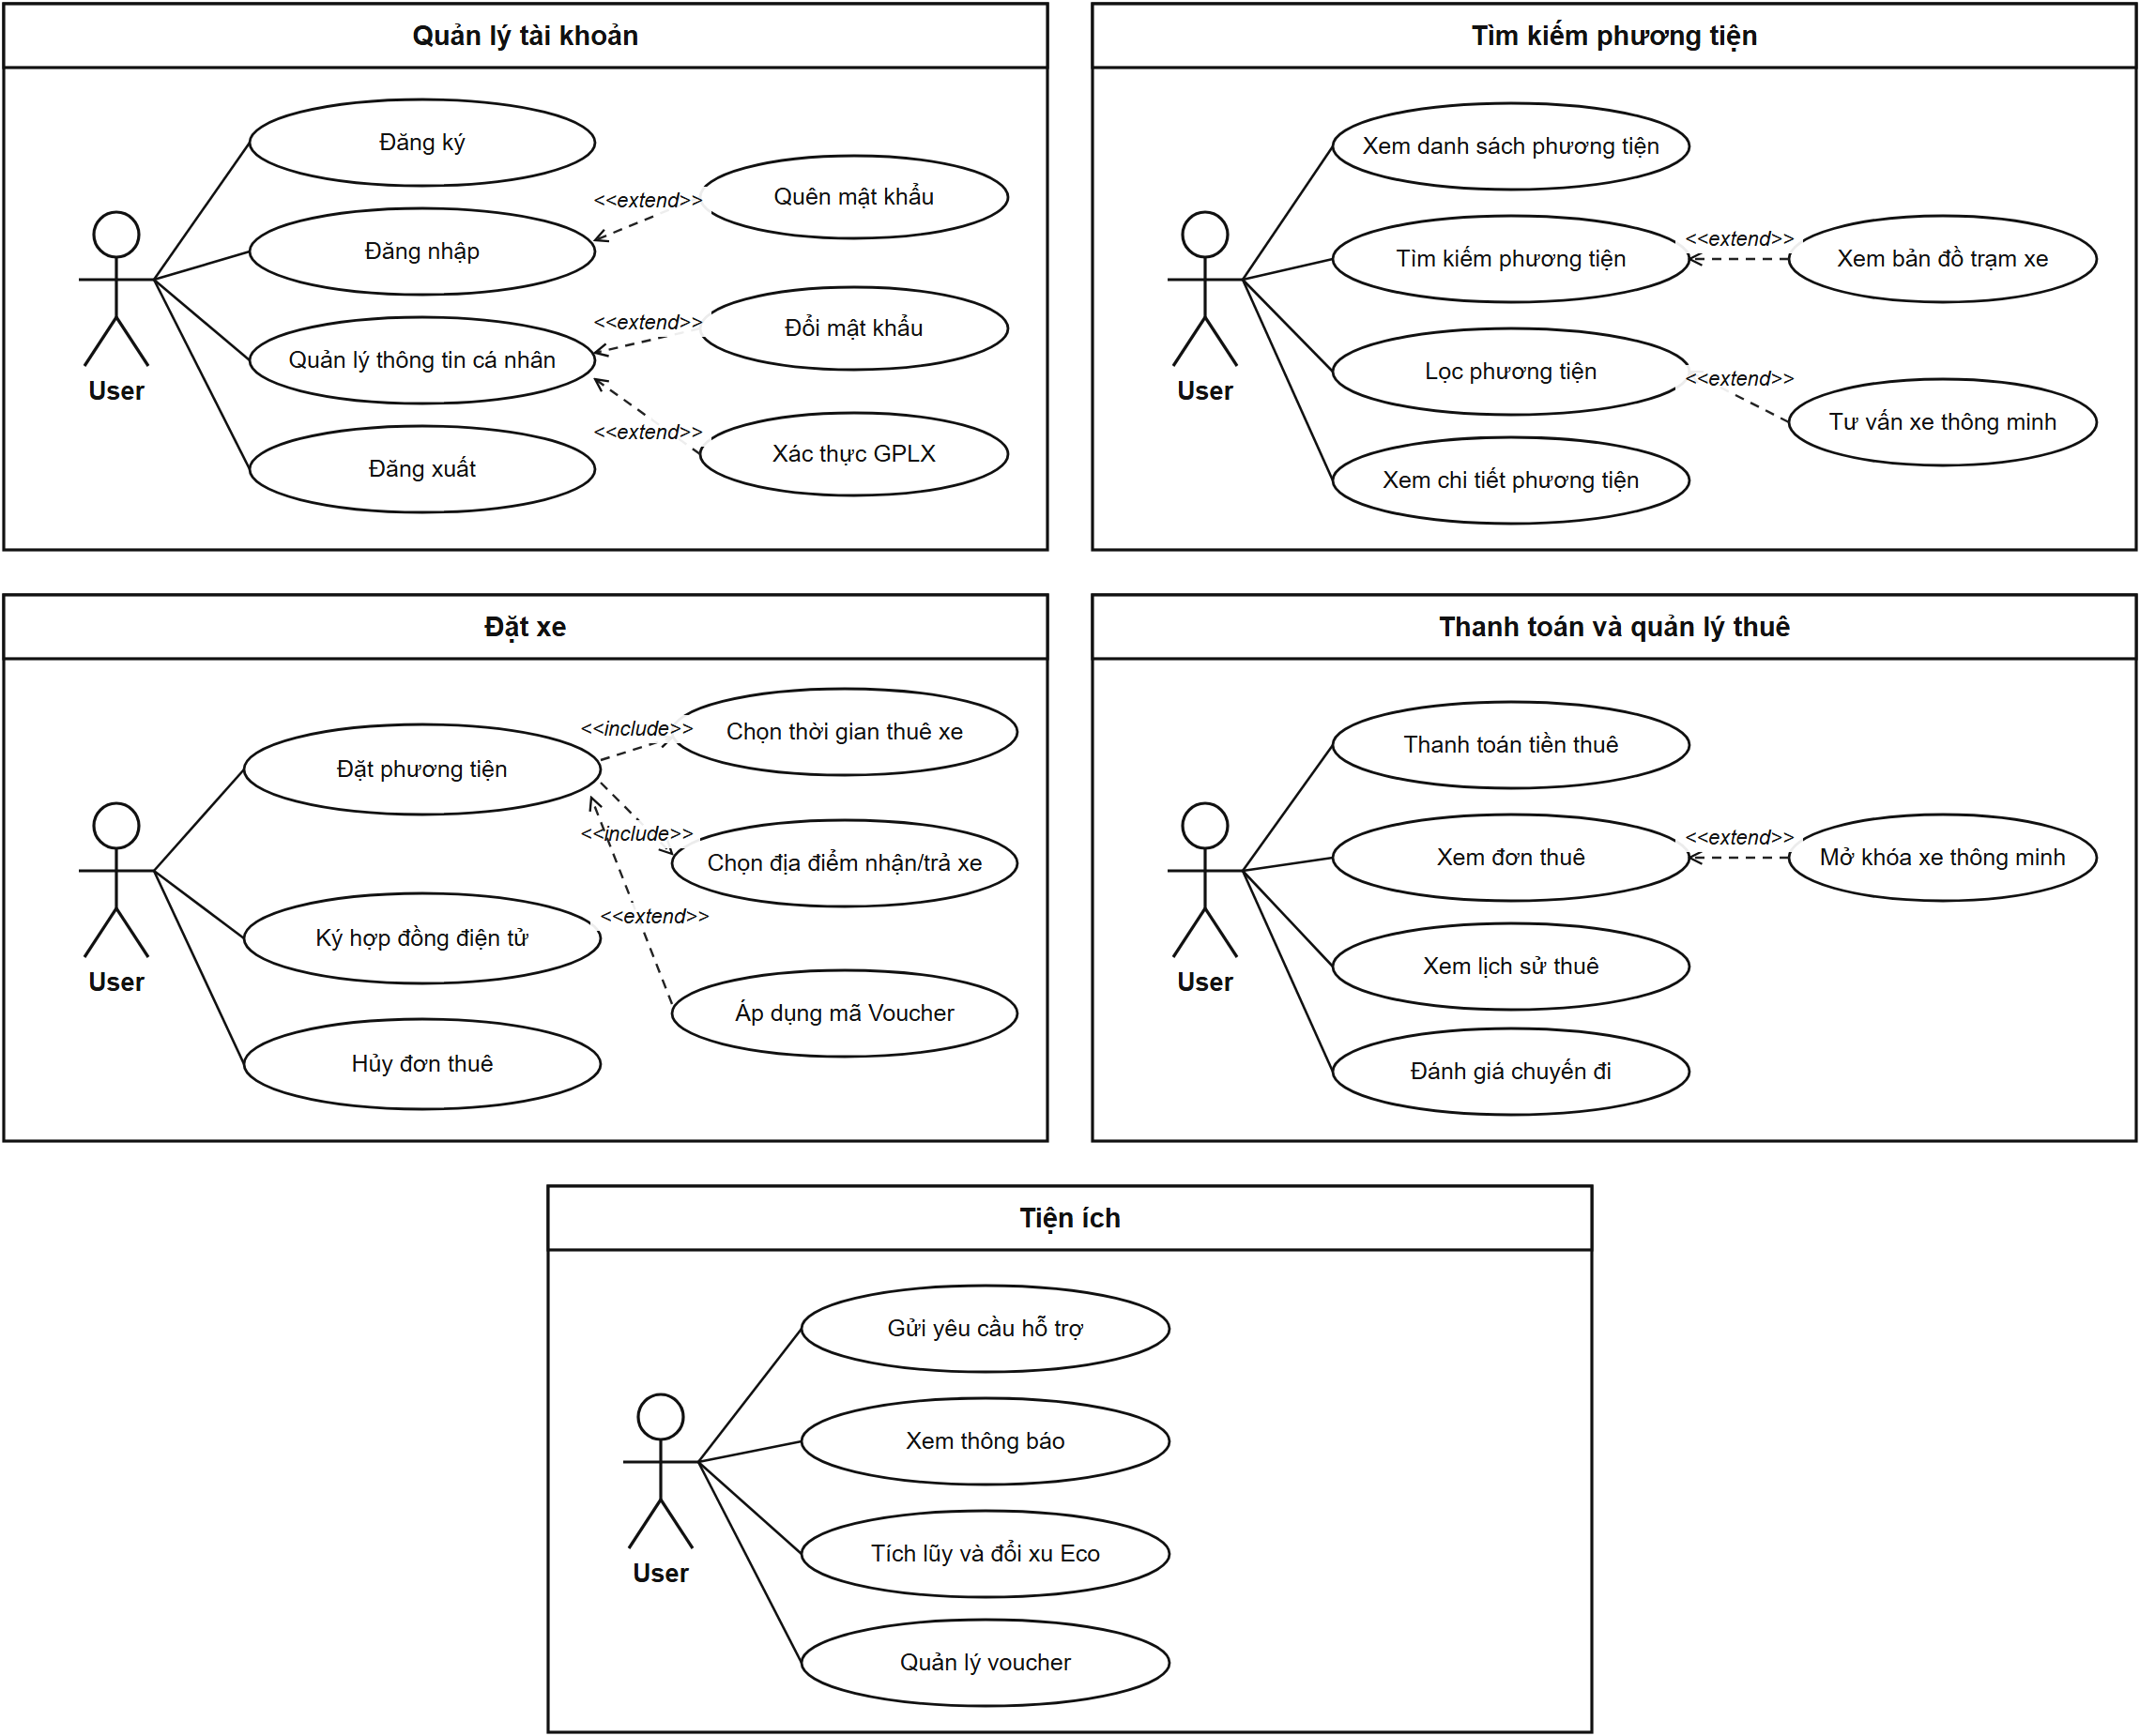 Quản lý tài khoản
Đăng ký
Đăng nhập
Quản lý thông tin cá nhân
Đăng xuất
<<extend>>
Quên mật khẩu
<<extend>>
Đổi mật khẩu
<<extend>>
Xác thực GPLX
User
Tìm kiếm phương tiện
Xem danh sách phương tiện
Tìm kiếm phương tiện
<<extend>>
Xem bản đồ trạm xe
Lọc phương tiện
<<extend>>
Tư vấn xe thông minh
Xem chi tiết phương tiện
User
Đặt xe
Đặt phương tiện
<<include>>
Chọn thời gian thuê xe
<<include>>
Chọn địa điểm nhận/trả xe
Ký hợp đồng điện tử
<<extend>>
Áp dụng mã Voucher
Hủy đơn thuê
User
Thanh toán và quản lý thuê
Thanh toán tiền thuê
Xem đơn thuê
<<extend>>
Mở khóa xe thông minh
Xem lịch sử thuê
Đánh giá chuyến đi
User
Tiện ích
Gửi yêu cầu hỗ trợ
Xem thông báo
Tích lũy và đổi xu Eco
Quản lý voucher
User